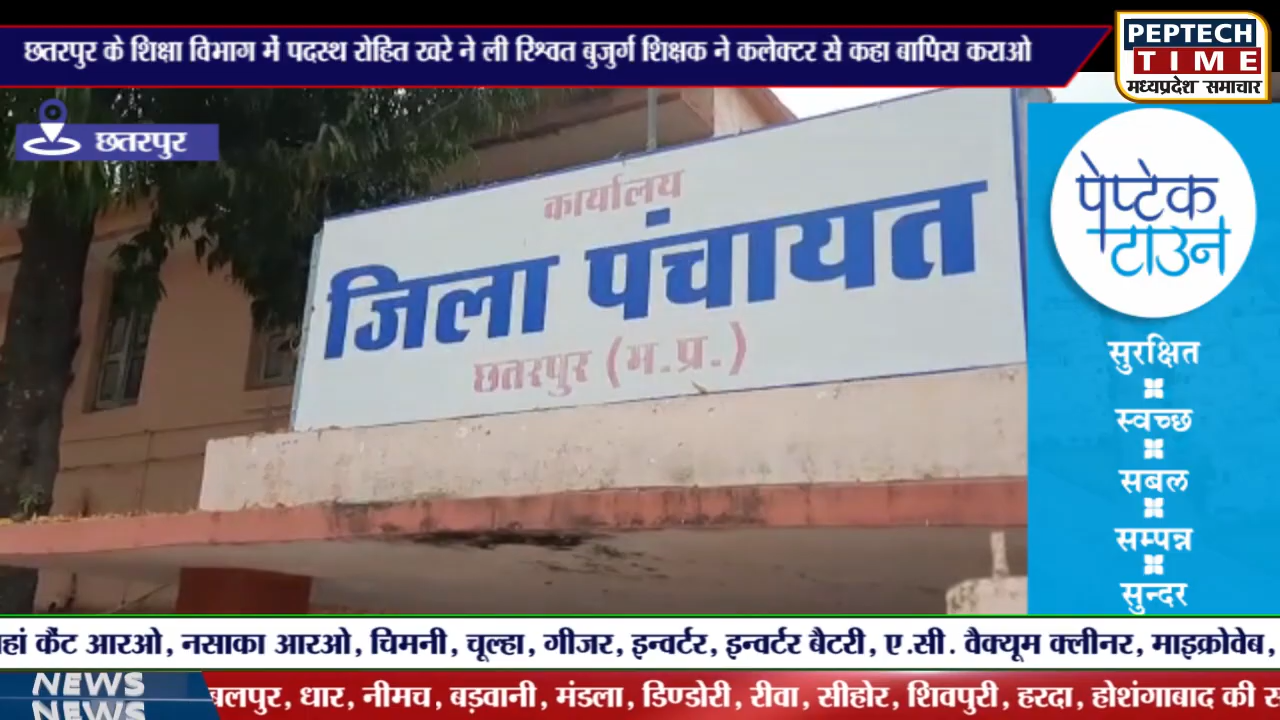 छतरपुर के शिक्षा विभाग में पदस्थ रोहित खरे ने ली रिश्वत बुजुर्ग शिक्षक ने कलेक्टर से कहा बापिस कराओ
PEPTECH
TIME
मध्यप्रदेश समाचार
छतरपुर
कार्यालय
जिला पंचायत
छतरपुर (म.प्र.)
पेप्टेक
टाउन
सुरक्षित
स्वच्छ
सबल
सम्पन्न
सुन्दर
कैंट आरओ, नसाका आरओ, चिमनी, चूल्हा, गीजर, इन्वर्टर, इन्वर्टर बैटरी, ए.सी. वैक्यूम क्लीनर, माइक्रोवेब,
NEWS
NEWS
बलपुर, धार, नीमच, बड़वानी, मंडला, डिण्डोरी, रीवा, सीहोर, शिवपुरी, हरदा, होशंगाबाद की